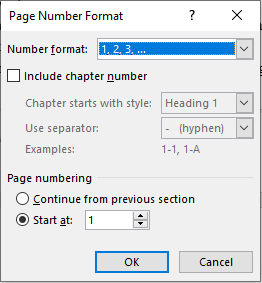 Page Number Format
Number format: 1, 2, 3, ...
Include chapter number
Chapter starts with style: Heading 1
Use separator: - (hyphen)
Examples: 1-1, 1-A
Page numbering
Continue from previous section
Start at: 1
OK Cancel